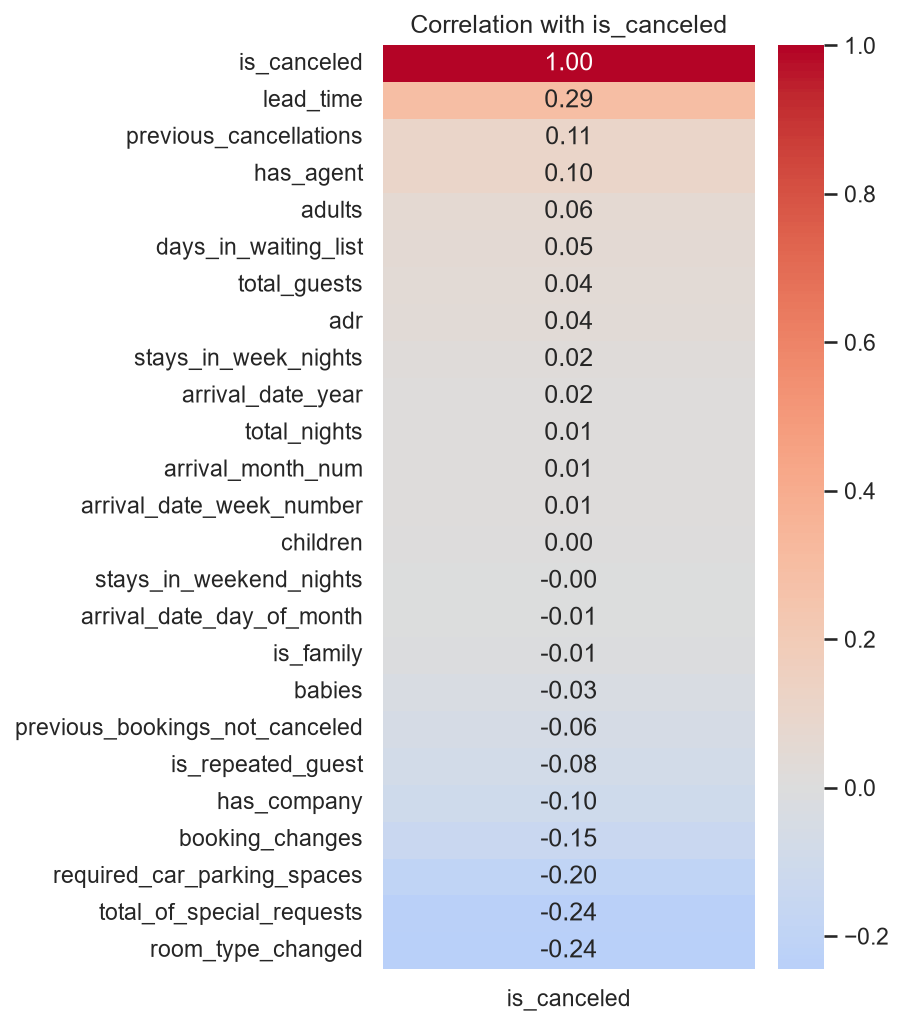 Correlation with is_canceled
is_canceled 1.00
lead_time 0.29
previous_cancellations 0.11
has_agent 0.10
adults 0.06
days_in_waiting_list 0.05
total_guests 0.04
adr 0.04
stays_in_week_nights 0.02
arrival_date_year 0.02
total_nights 0.01
arrival_month_num 0.01
arrival_date_week_number 0.01
children 0.00
stays_in_weekend_nights -0.00
arrival_date_day_of_month -0.01
is_family -0.01
babies -0.03
previous_bookings_not_canceled -0.06
is_repeated_guest -0.08
has_company -0.10
booking_changes -0.15
required_car_parking_spaces -0.20
total_of_special_requests -0.24
room_type_changed -0.24
is_canceled
1.0
0.8
0.6
0.4
0.2
0.0
−0.2